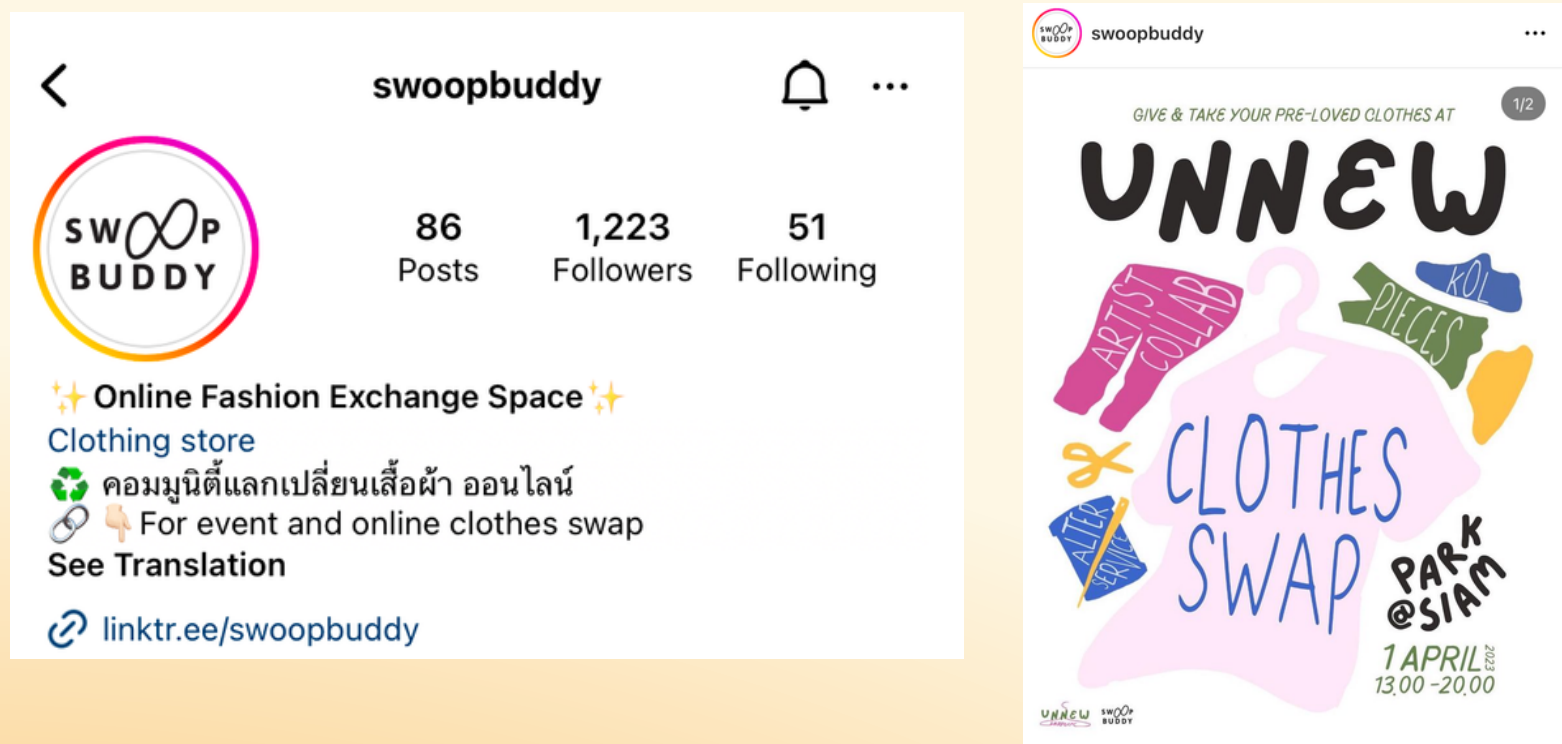 swoopbuddy
SWOOP
BUDDY
86
Posts
1,223
Followers
51
Following
✨ Online Fashion Exchange Space ✨
Clothing store
♻️ คอมมูนิตี้แลกเปลี่ยนเสื้อผ้า ออนไลน์
🔗 👇🏻 For event and online clothes swap
See Translation
linktr.ee/swoopbuddy
SWOOP
BUDDY
swoopbuddy
1/2
GIVE & TAKE YOUR PRE-LOVED CLOTHES AT
UNNEW
ARTIST
COLLAB
KOL
PIECES
CLOTHES
SWAP
ALTER
SERVICE
PARK
@SIAM
1 APRIL 2023
13.00 - 20.00
UNNEW
SWOOP
BUDDY